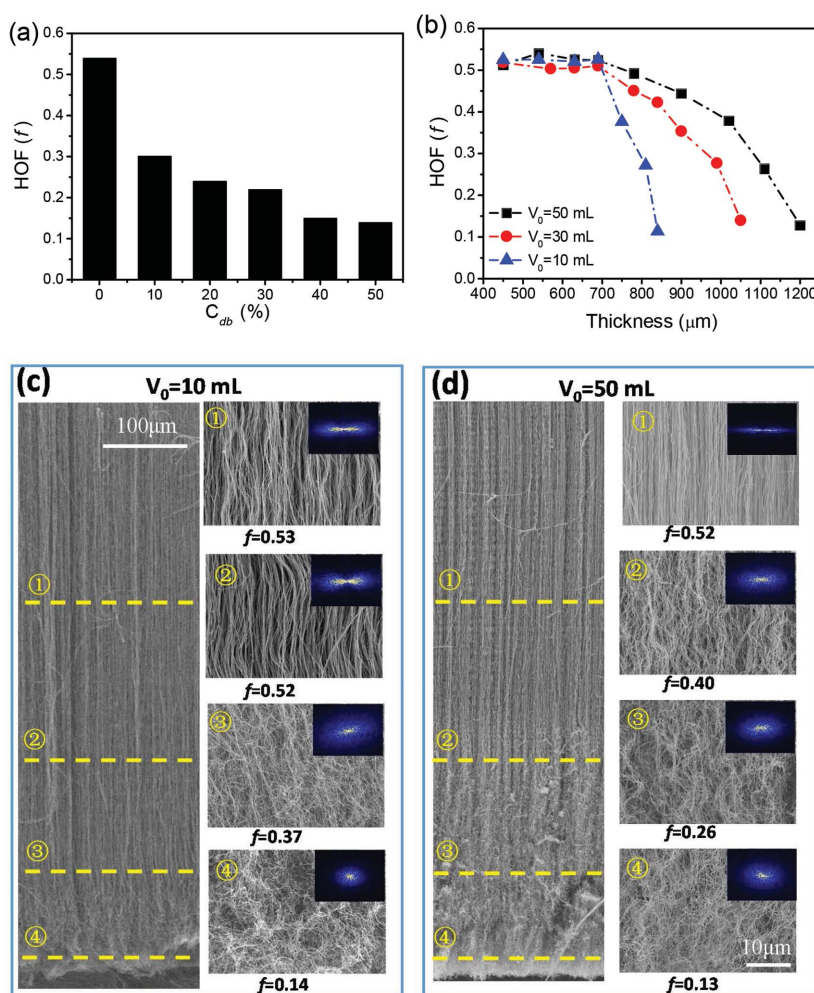 (a)
0.6
0.5
0.4
0.3
0.2
0.1
0.0
HOF (f)
0 10 20 30 40 50
C_db (%)
(b)
0.6
0.5
0.4
0.3
0.2
0.1
0.0
HOF (f)
V₀=50 mL
V₀=30 mL
V₀=10 mL
400 500 600 700 800 900 1000 1100 1200
Thickness (μm)
(c)
V₀=10 mL
100μm
①
②
③
④
①
f=0.53
②
f=0.52
③
f=0.37
④
f=0.14
(d)
V₀=50 mL
①
②
③
④
①
f=0.52
②
f=0.40
③
f=0.26
④
10μm
f=0.13